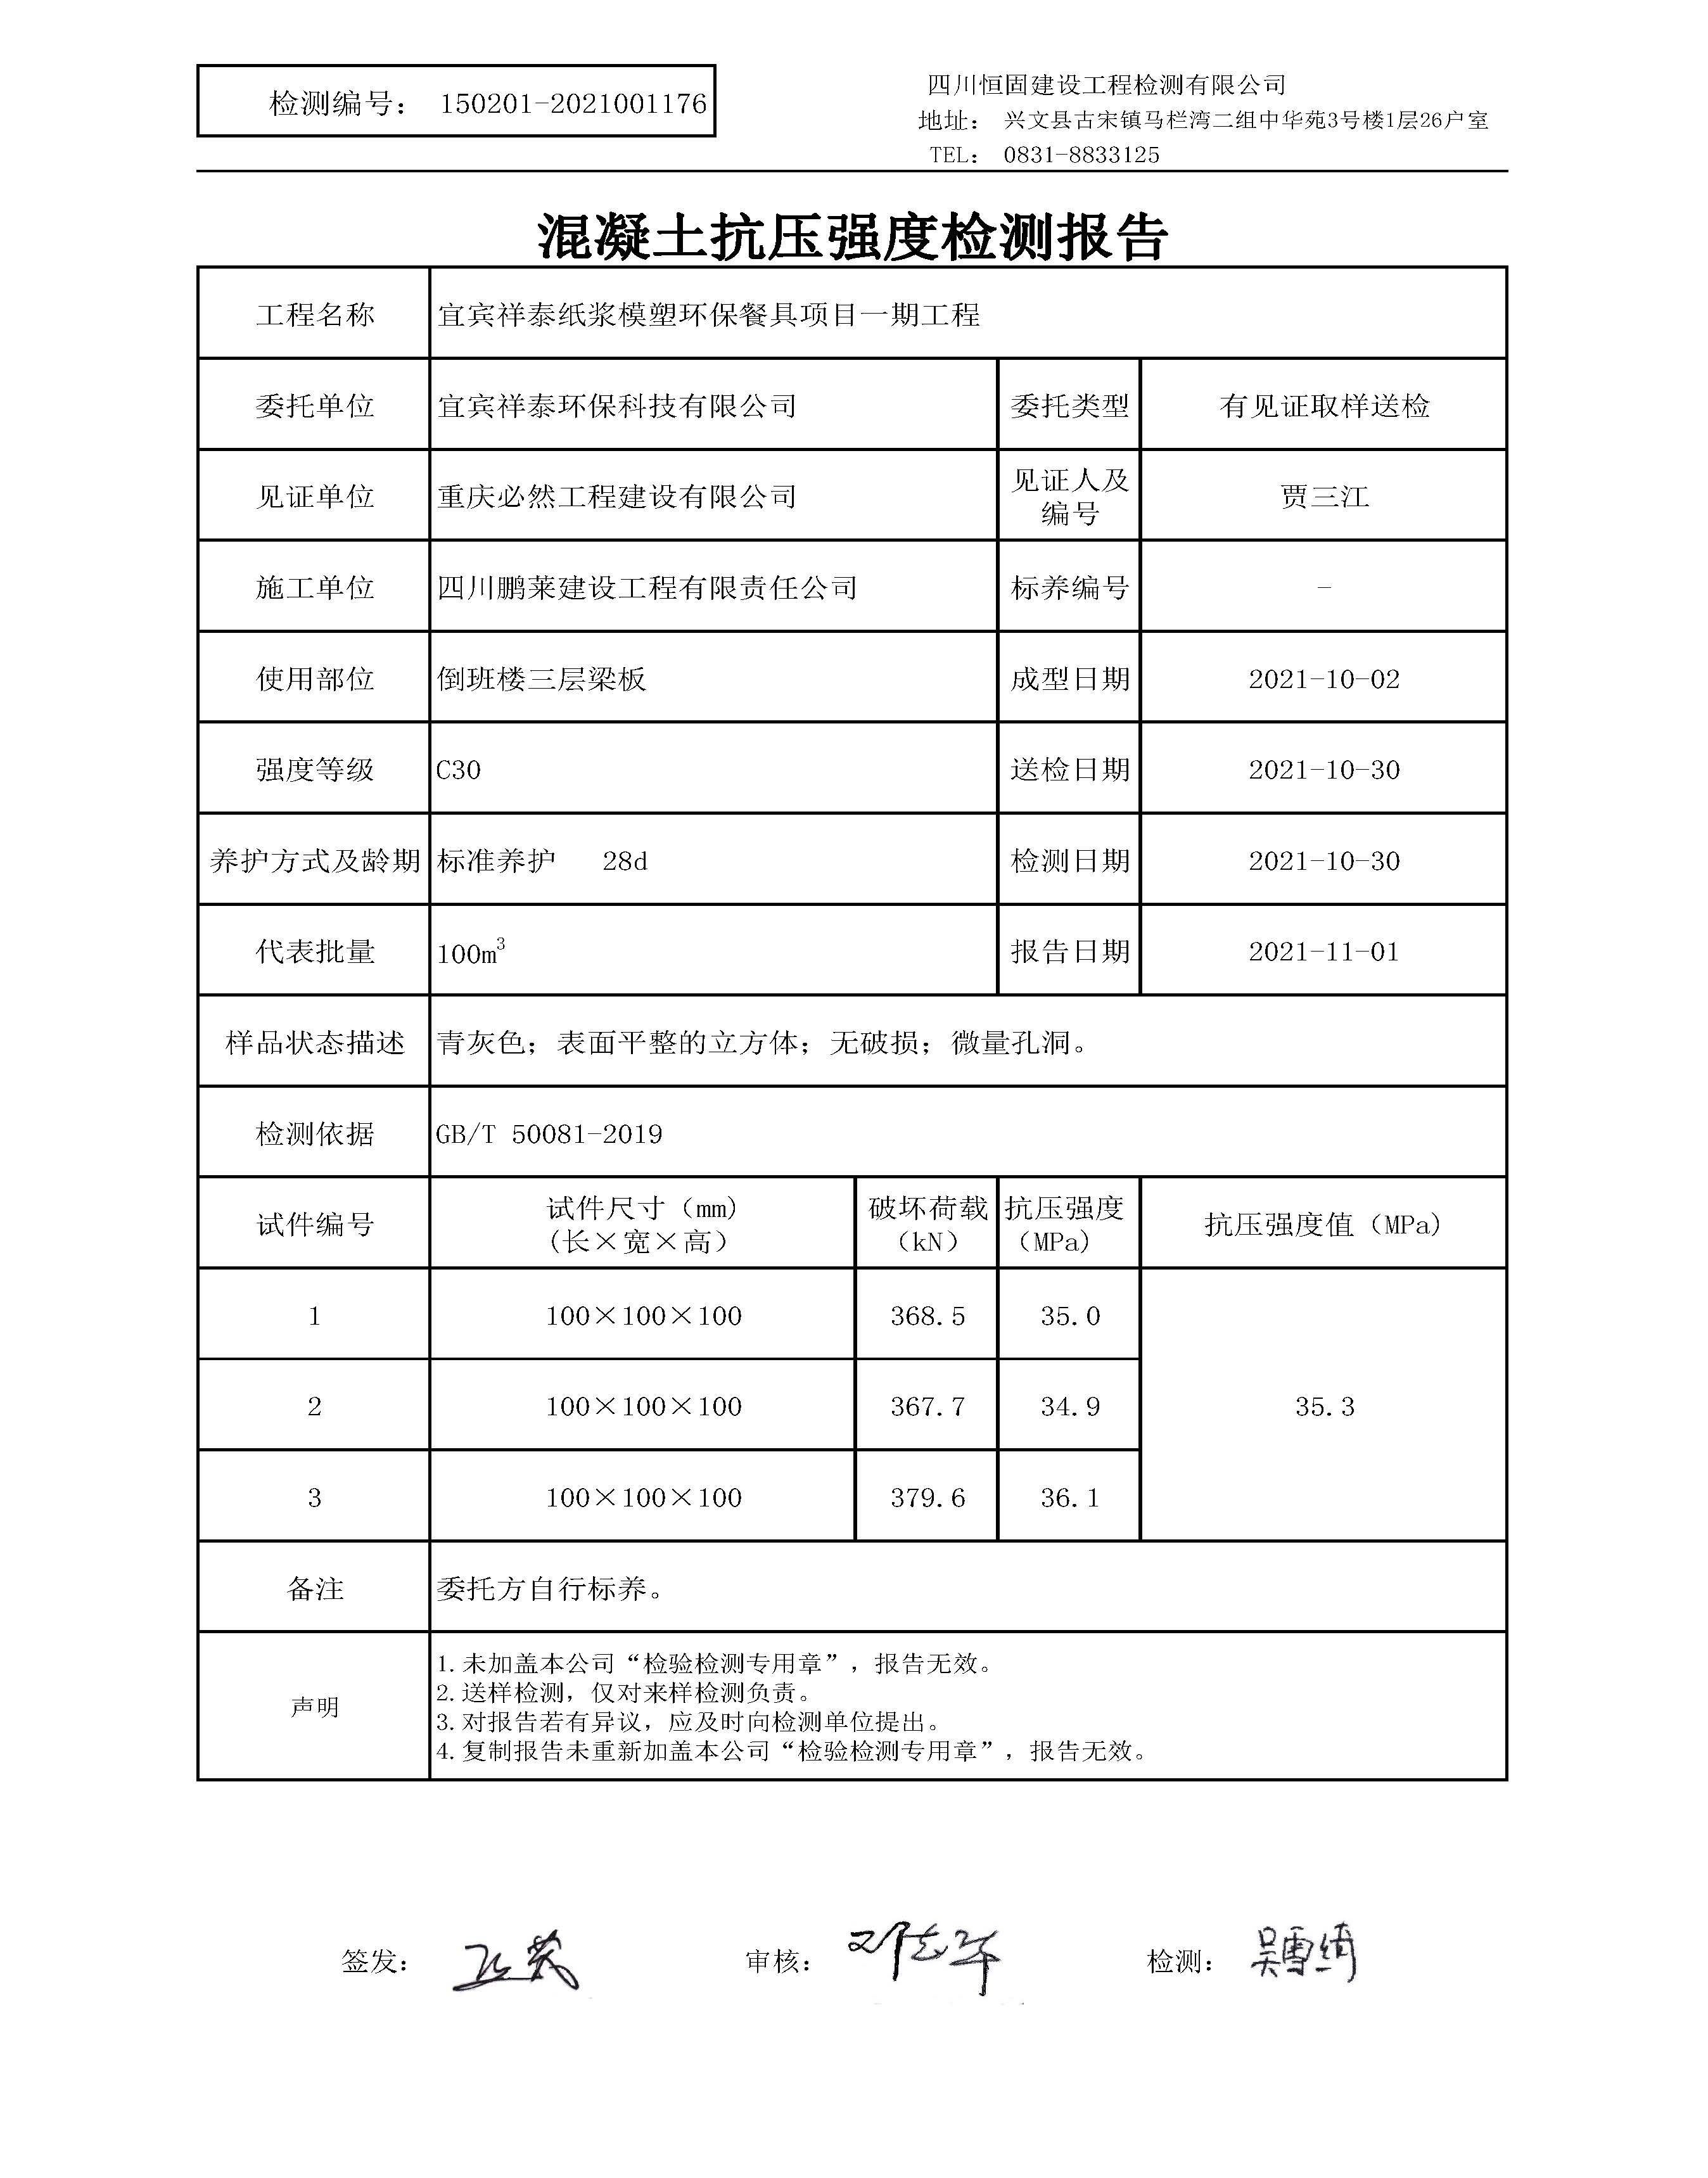 检测编号： 150201-2021001176
四川恒固建设工程检测有限公司
地址： 兴文县古宋镇马栏湾二组中华苑3号楼1层26户室
TEL： 0831-8833125
混凝土抗压强度检测报告
工程名称 宜宾祥泰纸浆模塑环保餐具项目一期工程
委托单位 宜宾祥泰环保科技有限公司 委托类型 有见证取样送检
见证单位 重庆必然工程建设有限公司 见证人及编号 贾三江
施工单位 四川鹏莱建设工程有限责任公司 标养编号 -
使用部位 倒班楼三层梁板 成型日期 2021-10-02
强度等级 C30 送检日期 2021-10-30
养护方式及龄期 标准养护 28d 检测日期 2021-10-30
代表批量 100m³ 报告日期 2021-11-01
样品状态描述 青灰色；表面平整的立方体；无破损；微量孔洞。
检测依据 GB/T 50081-2019
试件编号 试件尺寸（mm）（长×宽×高） 破坏荷载（kN） 抗压强度（MPa） 抗压强度值（MPa）
1 100×100×100 368.5 35.0
2 100×100×100 367.7 34.9 35.3
3 100×100×100 379.6 36.1
备注 委托方自行标养。
声明
1.未加盖本公司“检验检测专用章”，报告无效。
2.送样检测，仅对来样检测负责。
3.对报告若有异议，应及时向检测单位提出。
4.复制报告未重新加盖本公司“检验检测专用章”，报告无效。
签发： 审核： 检测： 吴雪绮